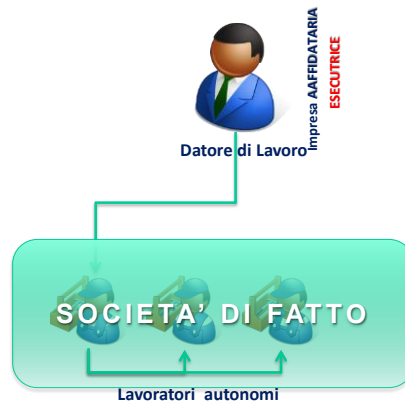 Impresa AAFFIDATARIA
ESECUTRICE
Datore di Lavoro
SOCIETA' DI FATTO
Lavoratori autonomi